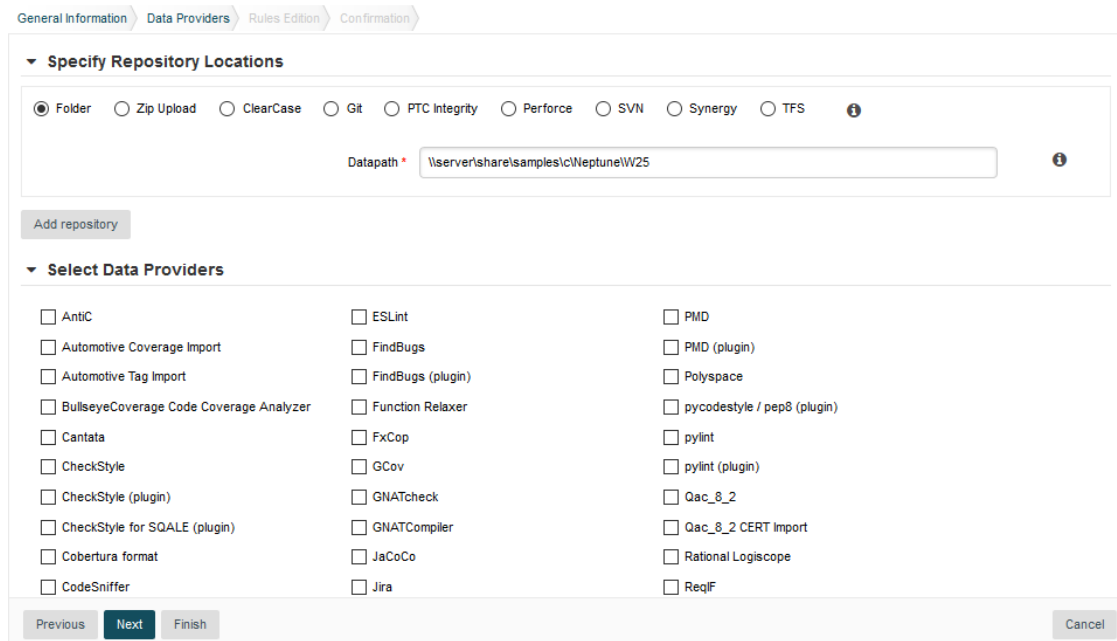 General Information Data Providers Rules Edition Confirmation
Specify Repository Locations
Folder Zip Upload ClearCase Git PTC Integrity Perforce SVN Synergy TFS
Datapath * \\server\share\samples\c\Neptune\W25
Add repository
Select Data Providers
AntiC ESLint PMD
Automotive Coverage Import FindBugs PMD (plugin)
Automotive Tag Import FindBugs (plugin) Polyspace
BullseyeCoverage Code Coverage Analyzer Function Relaxer pycodestyle / pep8 (plugin)
Cantata FxCop pylint
CheckStyle GCov pylint (plugin)
CheckStyle (plugin) GNATcheck Qac_8_2
CheckStyle for SQALE (plugin) GNATCompiler Qac_8_2 CERT Import
Cobertura format JaCoCo Rational Logiscope
CodeSniffer Jira ReqIF
Previous Next Finish Cancel